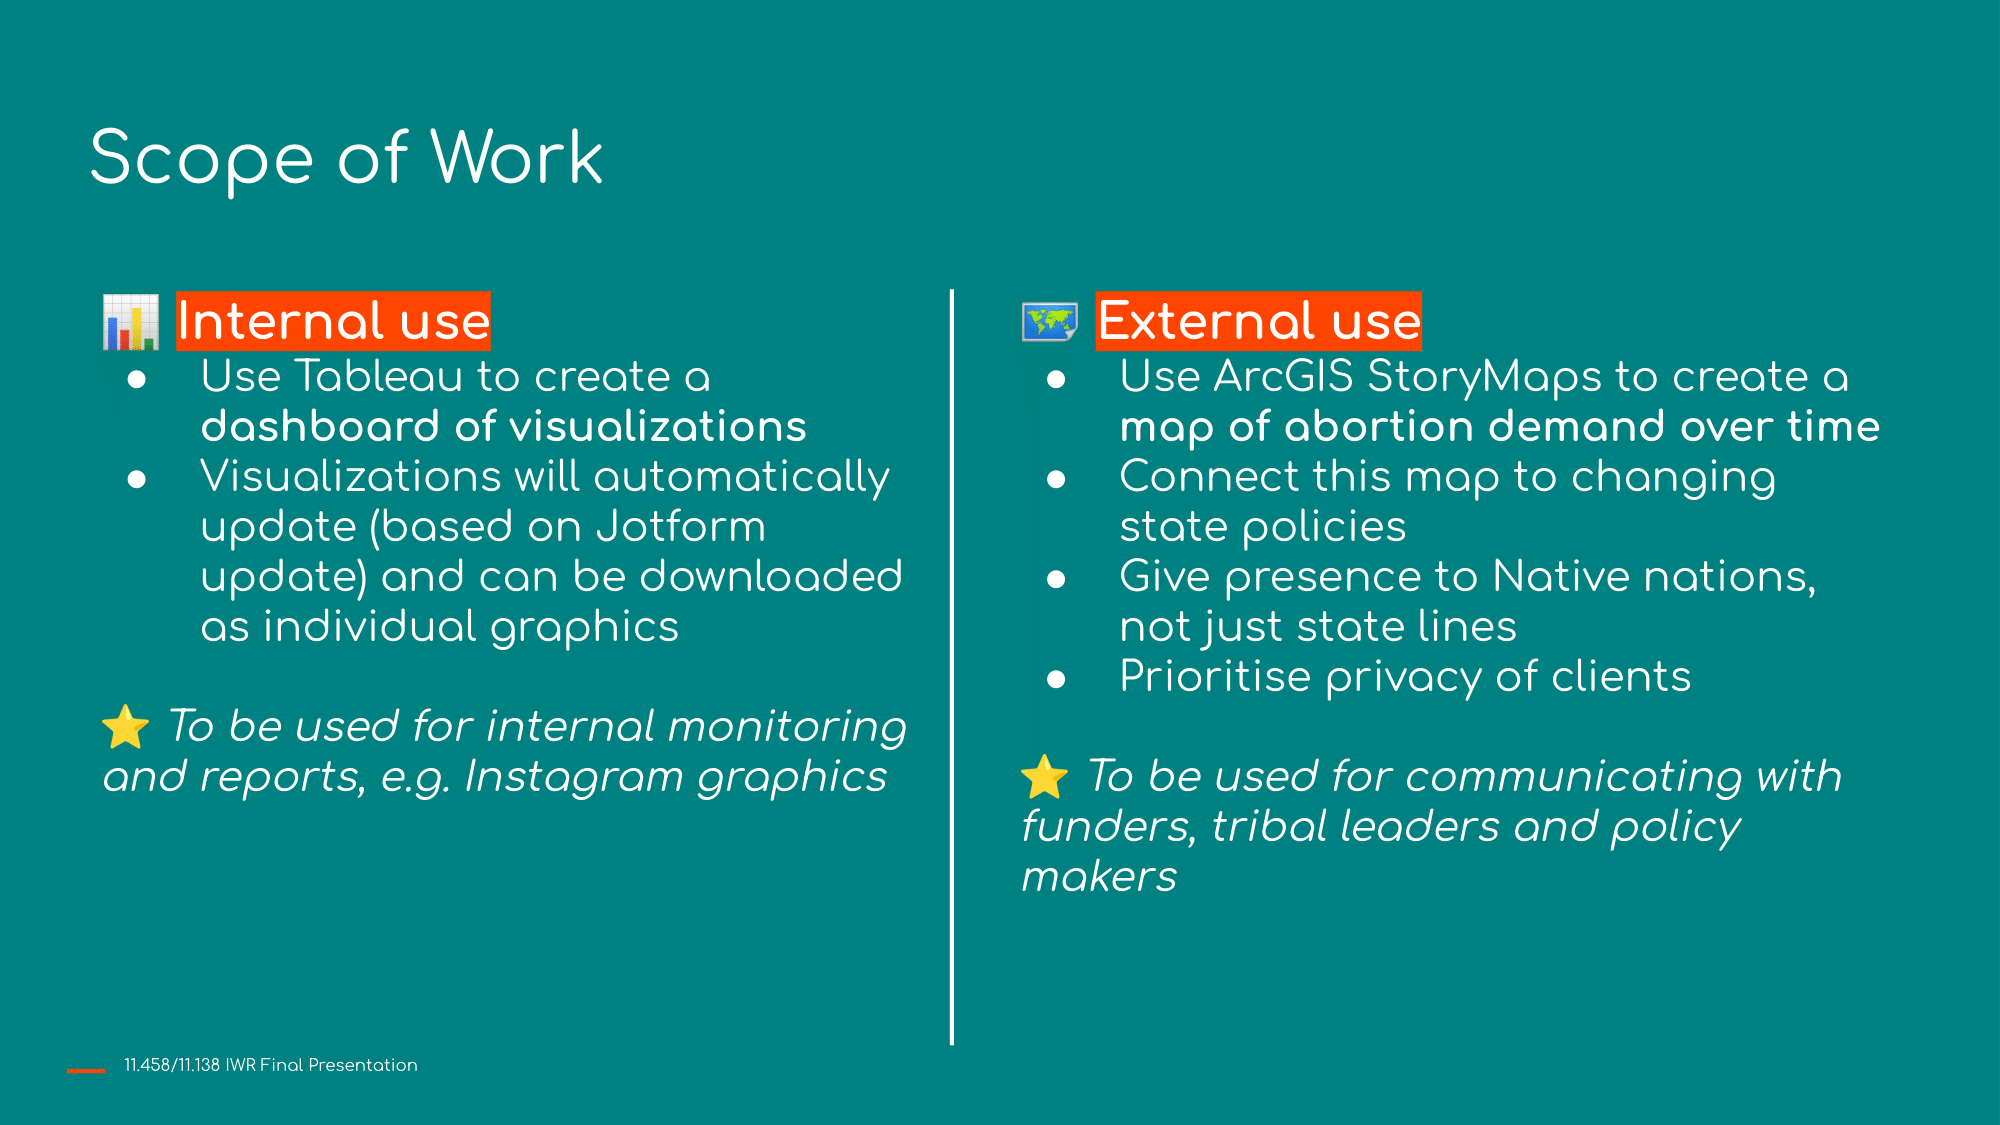 Scope of Work
📊 Internal use
● Use Tableau to create a
dashboard of visualizations
● Visualizations will automatically
update (based on Jotform
update) and can be downloaded
as individual graphics
⭐ To be used for internal monitoring
and reports, e.g. Instagram graphics
🗺️ External use
● Use ArcGIS StoryMaps to create a
map of abortion demand over time
● Connect this map to changing
state policies
● Give presence to Native nations,
not just state lines
● Prioritise privacy of clients
⭐ To be used for communicating with
funders, tribal leaders and policy
makers
11.458/11.138 IWR Final Presentation